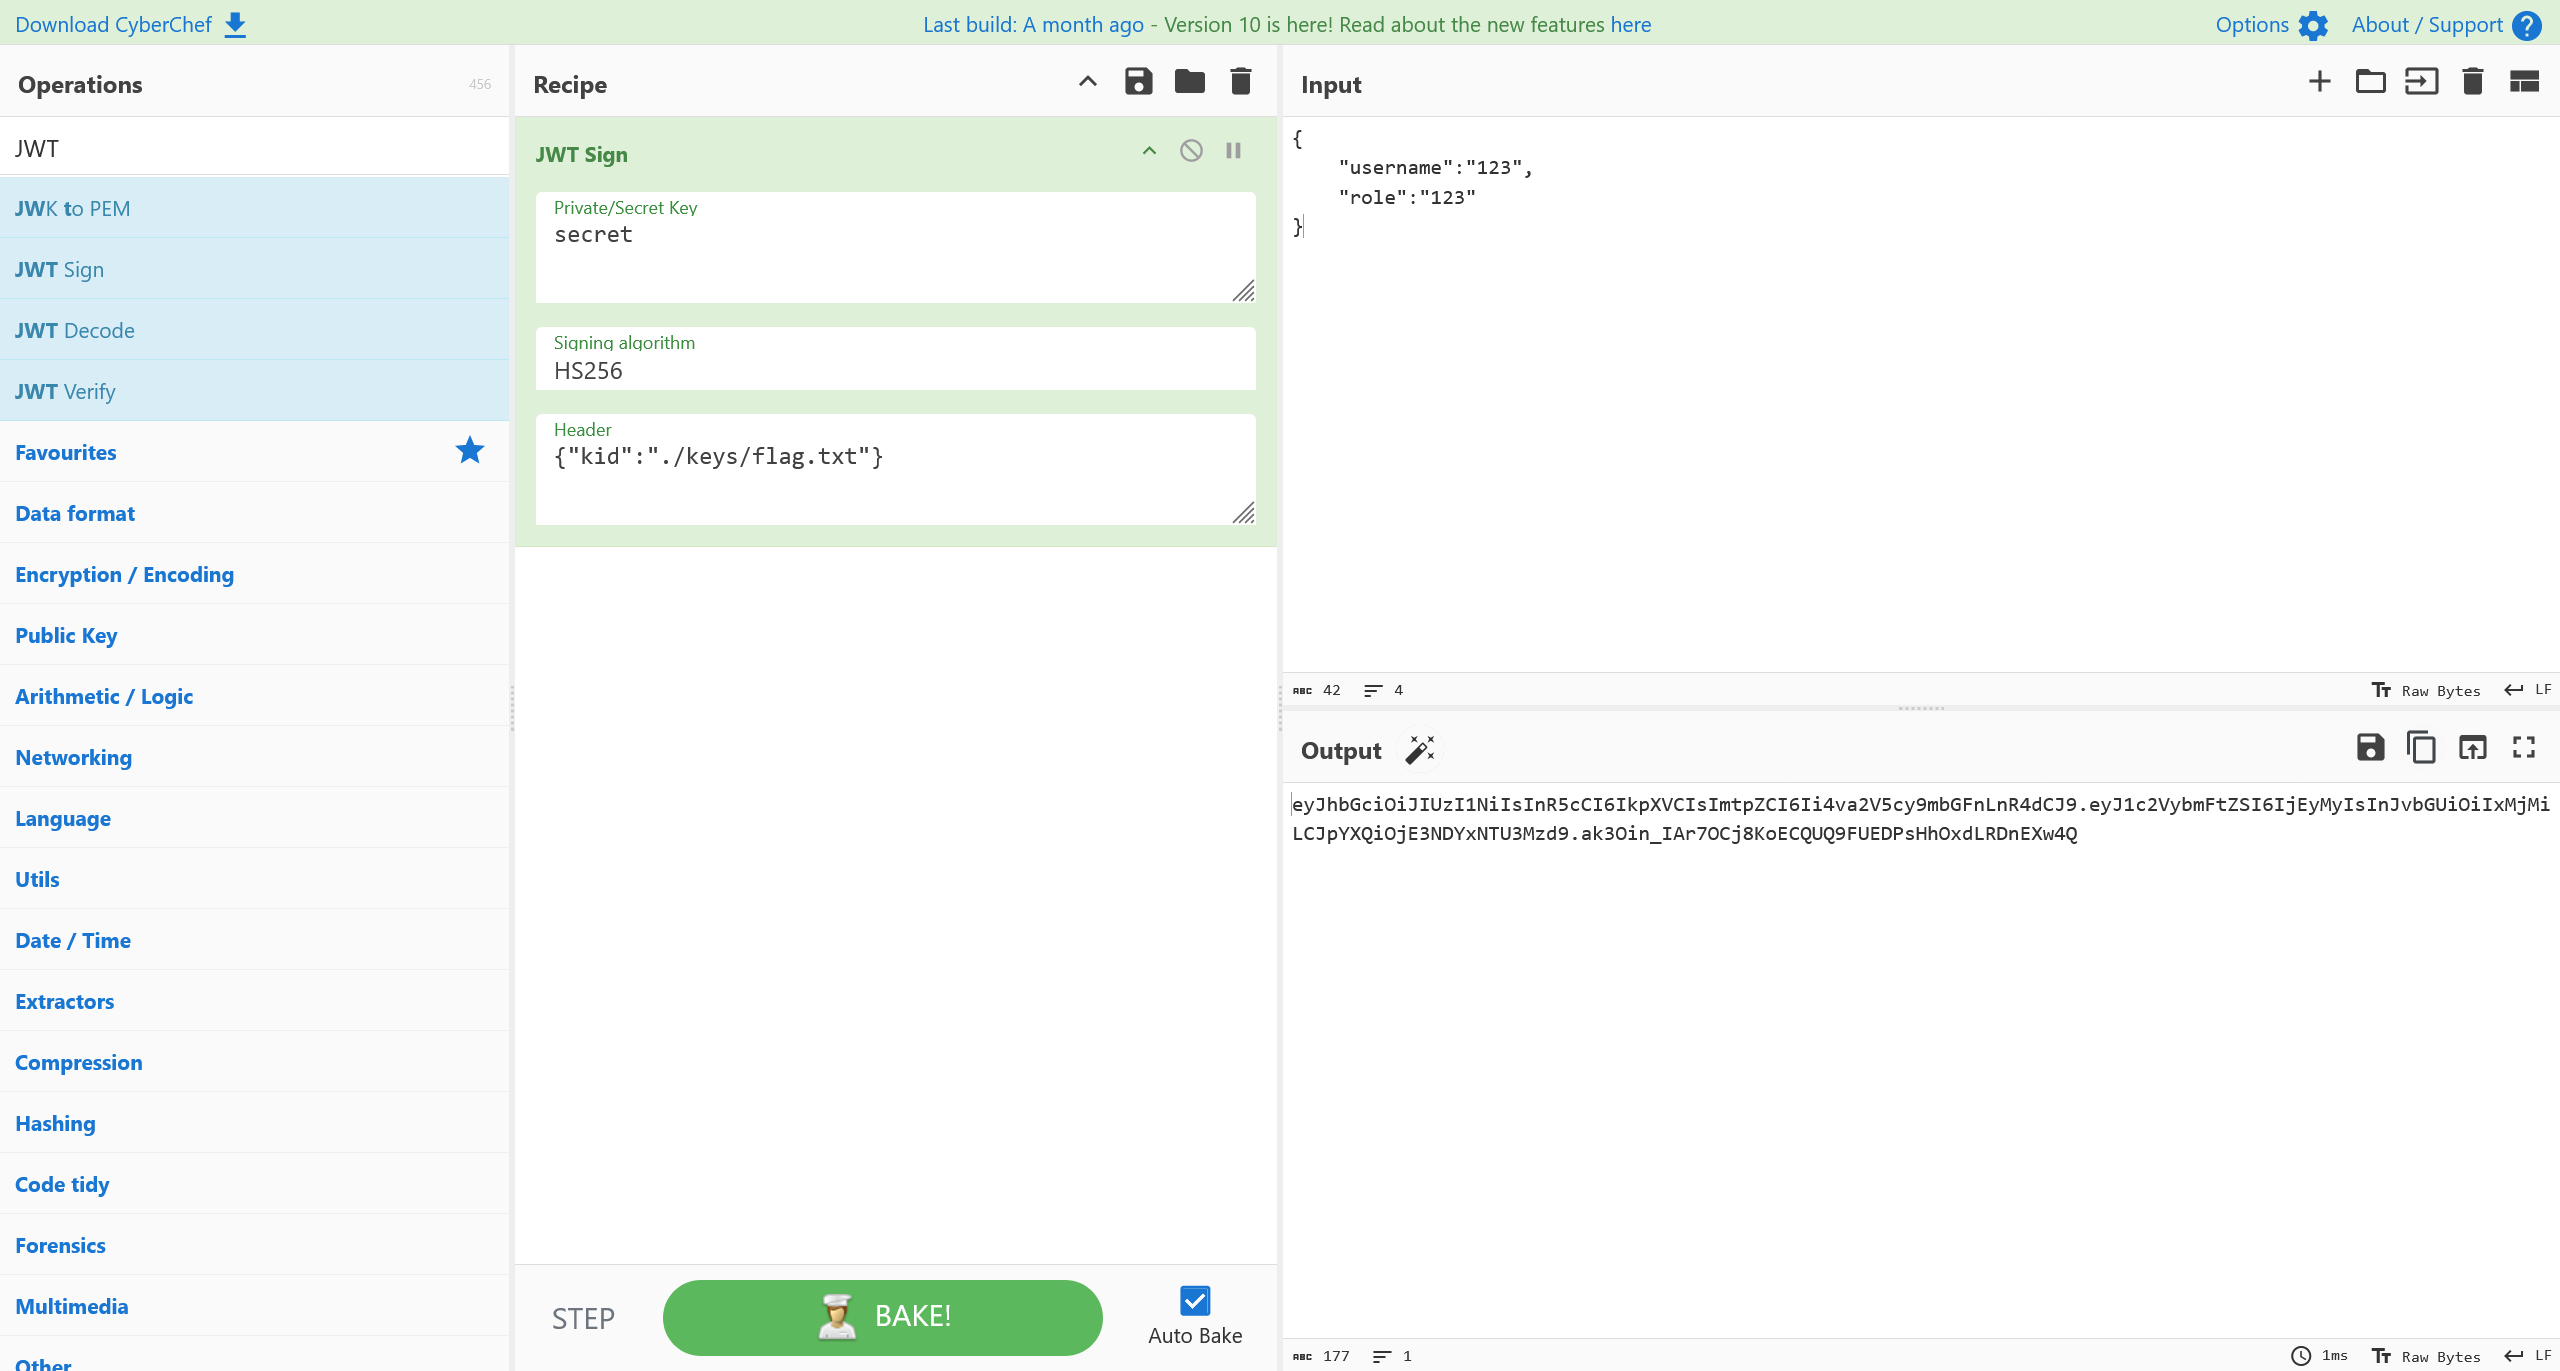 Download CyberChef
Last build: A month ago - Version 10 is here! Read about the new features here
Options
About / Support
Operations
456
JWT
JWK to PEM
JWT Sign
JWT Decode
JWT Verify
Favourites
Data format
Encryption / Encoding
Public Key
Arithmetic / Logic
Networking
Language
Utils
Date / Time
Extractors
Compression
Hashing
Code tidy
Forensics
Multimedia
Other
Recipe
JWT Sign
Private/Secret Key
secret
Signing algorithm
HS256
Header
{"kid":"./keys/flag.txt"}
STEP
BAKE!
Auto Bake
Input
{
    "username":"123",
    "role":"123"
}
ABC 42 4
Raw Bytes LF
Output
eyJhbGciOiJIUzI1NiIsInR5cCI6IkpXVCIsImtpZCI6Ii4va2V5cy9mbGFnLnR4dCJ9.eyJ1c2VybmFtZSI6IjEyMyIsInJvbGUiOiIxMjMi
LCJpYXQiOjE3NDYxNTU3Mzd9.ak3Oin_IAr7OCj8KoECQUQ9FUEDPsHhOxdLRDnEXw4Q
ABC 177 1
1ms Raw Bytes LF